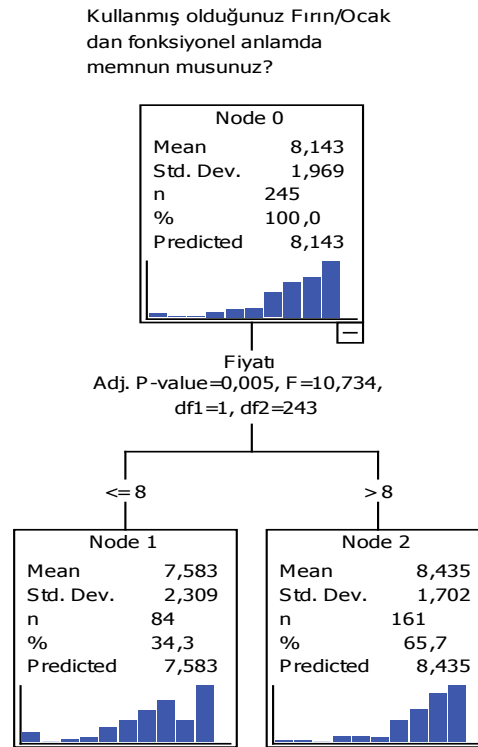 Kullanmış olduğunuz Fırın/Ocak
dan fonksiyonel anlamda
memnun musunuz?
Node 0
Mean 8,143
Std. Dev. 1,969
n 245
% 100,0
Predicted 8,143
Fiyatı
Adj. P-value=0,005, F=10,734,
df1=1, df2=243
<= 8
> 8
Node 1
Mean 7,583
Std. Dev. 2,309
n 84
% 34,3
Predicted 7,583
Node 2
Mean 8,435
Std. Dev. 1,702
n 161
% 65,7
Predicted 8,435